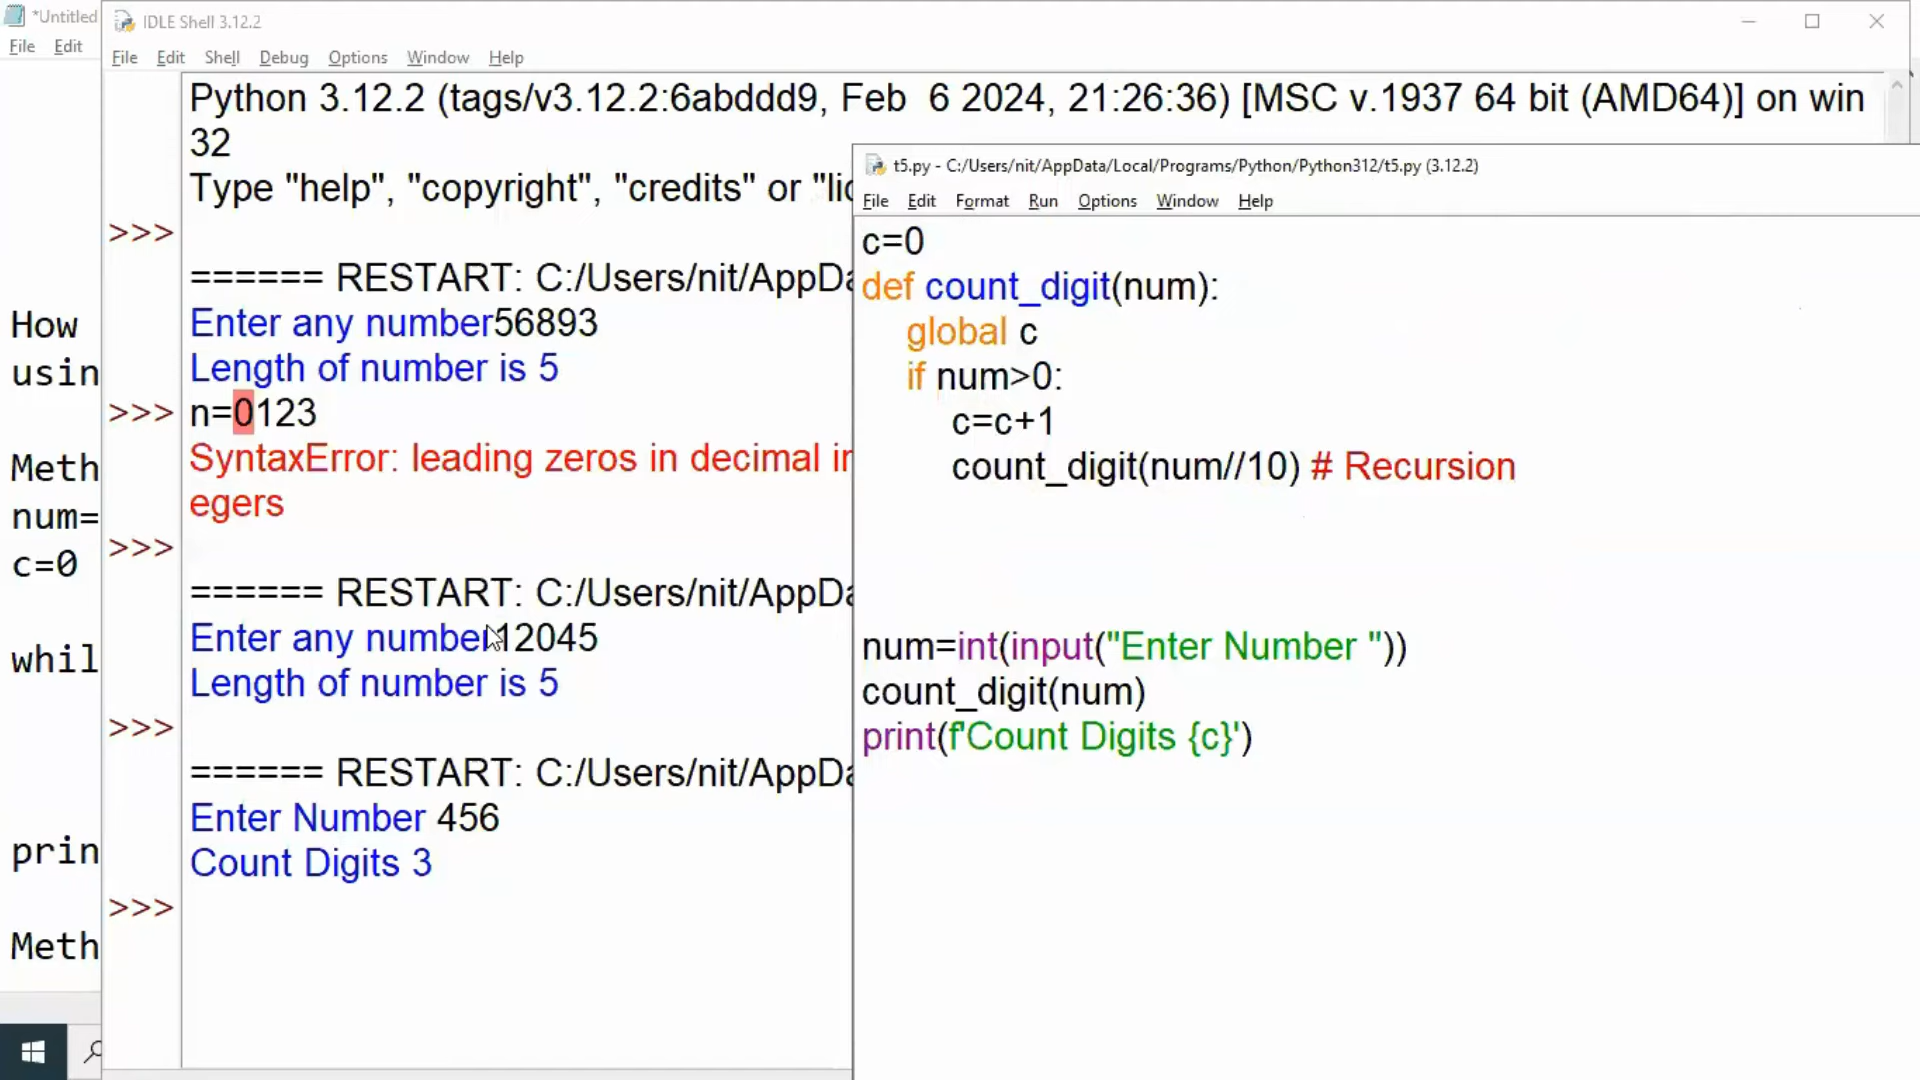 *Untitled
File Edit
How
usin
Meth
num=
c=0
whil
prin
Meth
IDLE Shell 3.12.2
File Edit Shell Debug Options Window Help
Python 3.12.2 (tags/v3.12.2:6abddd9, Feb  6 2024, 21:26:36) [MSC v.1937 64 bit (AMD64)] on win
32
Type "help", "copyright", "credits" or "lic
>>>
====== RESTART: C:/Users/nit/AppDa
Enter any number56893
Length of number is 5
>>> n=0123
SyntaxError: leading zeros in decimal in
egers
>>>
====== RESTART: C:/Users/nit/AppDa
Enter any number12045
Length of number is 5
>>>
====== RESTART: C:/Users/nit/AppDa
Enter Number 456
Count Digits 3
>>>
t5.py - C:/Users/nit/AppData/Local/Programs/Python/Python312/t5.py (3.12.2)
File Edit Format Run Options Window Help
c=0
def count_digit(num):
    global c
    if num>0:
        c=c+1
        count_digit(num//10) # Recursion
num=int(input("Enter Number "))
count_digit(num)
print(f'Count Digits {c}')